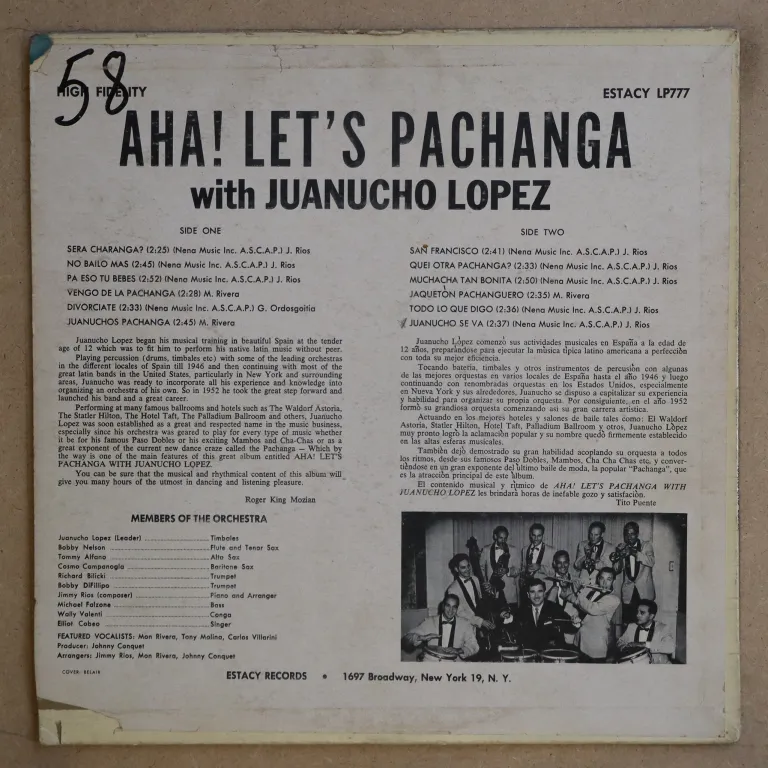 58
HIGH FIDELITY
ESTACY LP777
AHA! LET'S PACHANGA
with JUANUCHO LOPEZ
SIDE ONE
SERA CHARANGA? (2:25) (Nena Music Inc. A.S.C.A.P.) J. Rios
NO BAILO MAS (2:45) (Nena Music Inc. A.S.C.A.P.) J. Rios
PA ESO TU BEBES (2:52) (Nena Music Inc. A.S.C.A.P.) J. Rios
VENGO DE LA PACHANGA (2:28) M. Rivera
DIVORCIATE (2:33) (Nena Music Inc. A.S.C.A.P.) G. Ordosgoitia
JUANUCHOS PACHANGA (2:45) M. Rivera
SIDE TWO
SAN FRANCISCO (2:41) (Nena Music Inc. A.S.C.A.P.) J. Rios
QUEI OTRA PACHANGA? (2:33) (Nena Music Inc. A.S.C.A.P.) J. Rios
MUCHACHA TAN BONITA (2:50) (Nena Music Inc. A.S.C.A.P.) J. Rios
JAQUETON PACHANGUERO (2:35) M. Rivera
TODO LO QUE DIGO (2:36) (Nena Music Inc. A.S.C.A.P.) J. Rios
JUANUCHO SE VA (2:37) (Nena Music Inc. A.S.C.A.P.) J. Rios
Juanucho Lopez began his musical training in beautiful Spain at the tender
age of 12 which was to fit him to perform his native latin music without peer.
Playing percussion (drums, timbales etc) with some of the leading orchestras
in the different locales of Spain till 1946 and then continuing with most of the
great latin bands in the United States, particularly in New York and surrounding
areas, Juanucho was ready to incorporate all his experience and knowledge into
organizing an orchestra of his own. So in 1952 he took the great step forward and
launched his band and a great career.
Performing at many famous ballrooms and hotels such as The Waldorf Astoria,
The Statler Hilton, The Hotel Taft, The Palladium Ballroom and others, Juanucho
Lopez was soon established as a great and respected name in the music business,
especially since his orchestra was geared to play for every type of music whether
it be for his famous Paso Dobles or his exciting Mambos and Cha-Chas or as a
great exponent of the current new dance craze called the Pachanga — Which by
the way is one of the main features of this great album entitled AHA! LET'S
PACHANGA WITH JUANUCHO LOPEZ.
You can be sure that the musical and rhythmical content of this album will
give you many hours of the utmost in dancing and listening pleasure.
Roger King Mozian
Juanucho López comenzó sus actividades musicales en España a la edad de
12 años, preparándose para ejecutar la música típica latino americana a perfección
con toda su mejor eficiencia.
Tocando batería, timbales y otros instrumentos de percusión con algunas
de las mejores orquestas en varios locales de España hasta el año 1946 y luego
continuando con renombradas orquestas en los Estados Unidos, especialmente
en Nueva York y sus alrededores, Juanucho se dispuso a capitalizar su experiencia
y habilidad para organizar su propia orquesta. Por consiguiente, en el año 1952
formó su grandiosa orquesta comenzando así su gran carrera artística.
Actuando en los mejores hoteles y salones de baile tales como: El Waldorf
Astoria, Statler Hilton, Hotel Taft, Palladium Ballroom y otros, Juanucho López
muy pronto logró la aclamación popular y su nombre quedó firmemente establecido
en las altas esferas musicales.
También dejó demostrado su gran habilidad acoplando su orquesta a todos
los ritmos, desde sus famosos Paso Dobles, Mambos, Cha Cha Chas etc, y convir-
tiéndose en un gran exponente del último baile de moda, la popular "Pachanga", que
es la atracción principal de este álbum.
El contenido musical y rítmico de AHA! LET'S PACHANGA WITH
JUANUCHO LOPEZ les brindará horas de inefable gozo y satisfacción.
Tito Puente
MEMBERS OF THE ORCHESTRA
Juanucho Lopez (Leader) Timbales
Bobby Nelson Flute and Tenor Sax
Tommy Alfano Alto Sax
Cosmo Campanagla Baritone Sax
Richard Bilicki Trumpet
Bobby DiFillipo Trumpet
Jimmy Rios (composer) Piano and Arranger
Michael Falzone Bass
Wally Valenti Conga
Elliot Cobeo Singer
FEATURED VOCALISTS: Mon Rivera, Tony Molina, Carlos Villarini
Producer: Johnny Conquet
Arrangers: Jimmy Rios, Mon Rivera, Johnny Conquet
COVER: BELAIR
ESTACY RECORDS • 1697 Broadway, New York 19, N. Y.